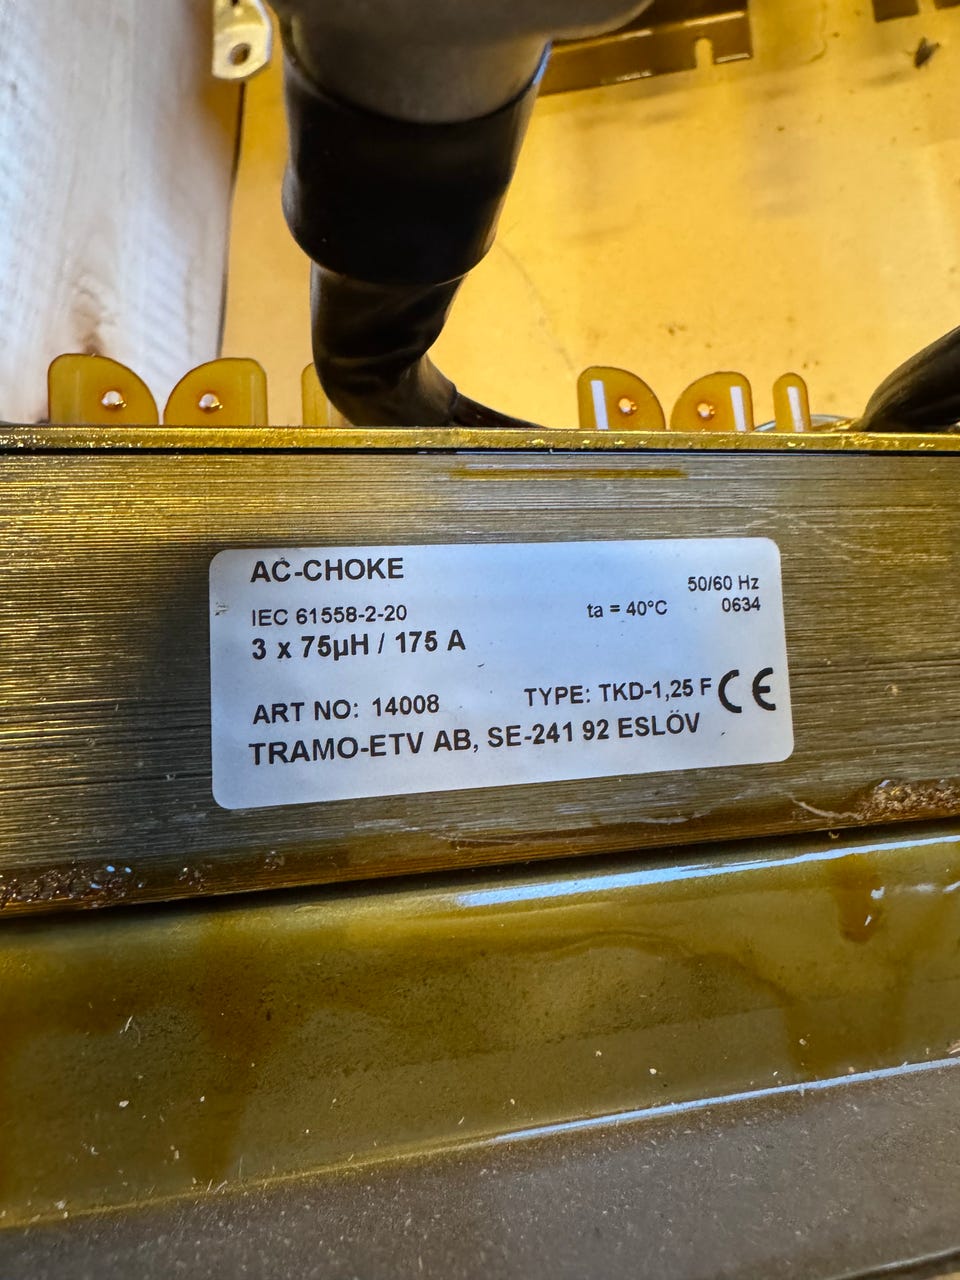 AC-CHOKE
50/60 Hz
IEC 61558-2-20 ta = 40°C 0634
3 x 75µH / 175 A
ART NO: 14008 TYPE: TKD-1,25 F CE
TRAMO-ETV AB, SE-241 92 ESLÖV